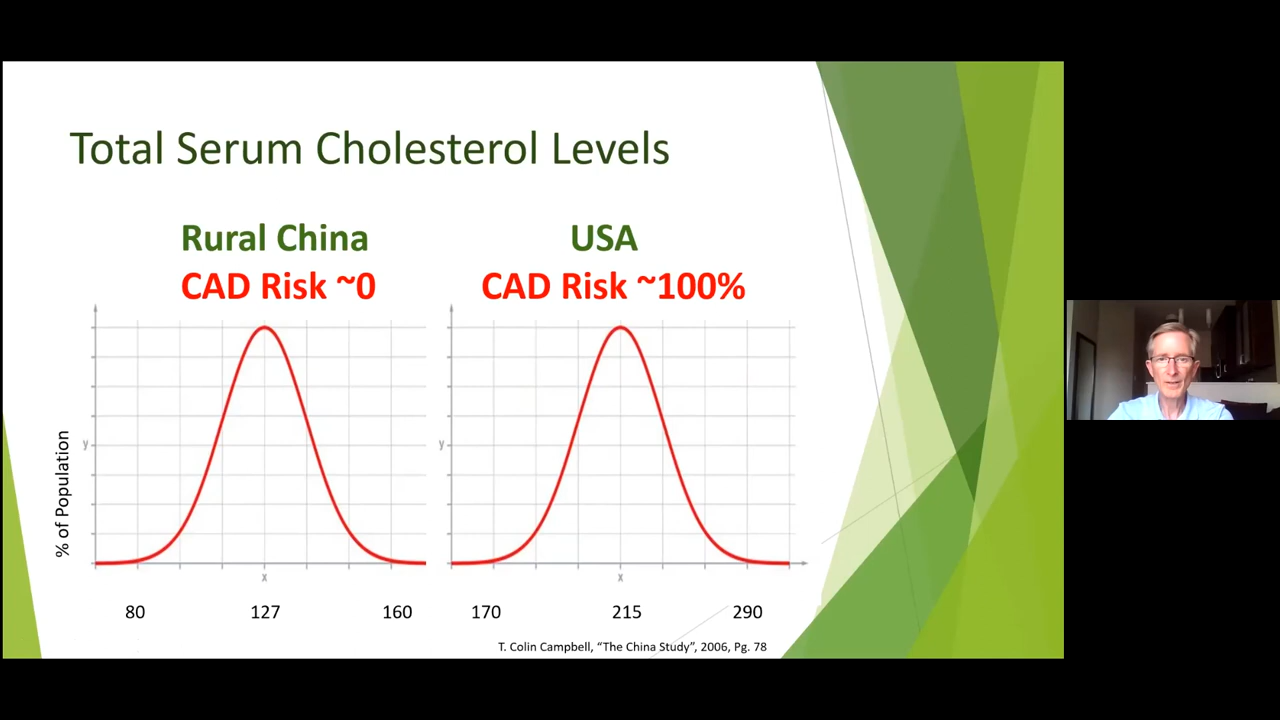 Total Serum Cholesterol Levels
Rural China
CAD Risk ~0
USA
CAD Risk ~100%
% of Population
y
x
y
x
80 127 160
170 215 290
T. Colin Campbell, “The China Study”, 2006, Pg. 78